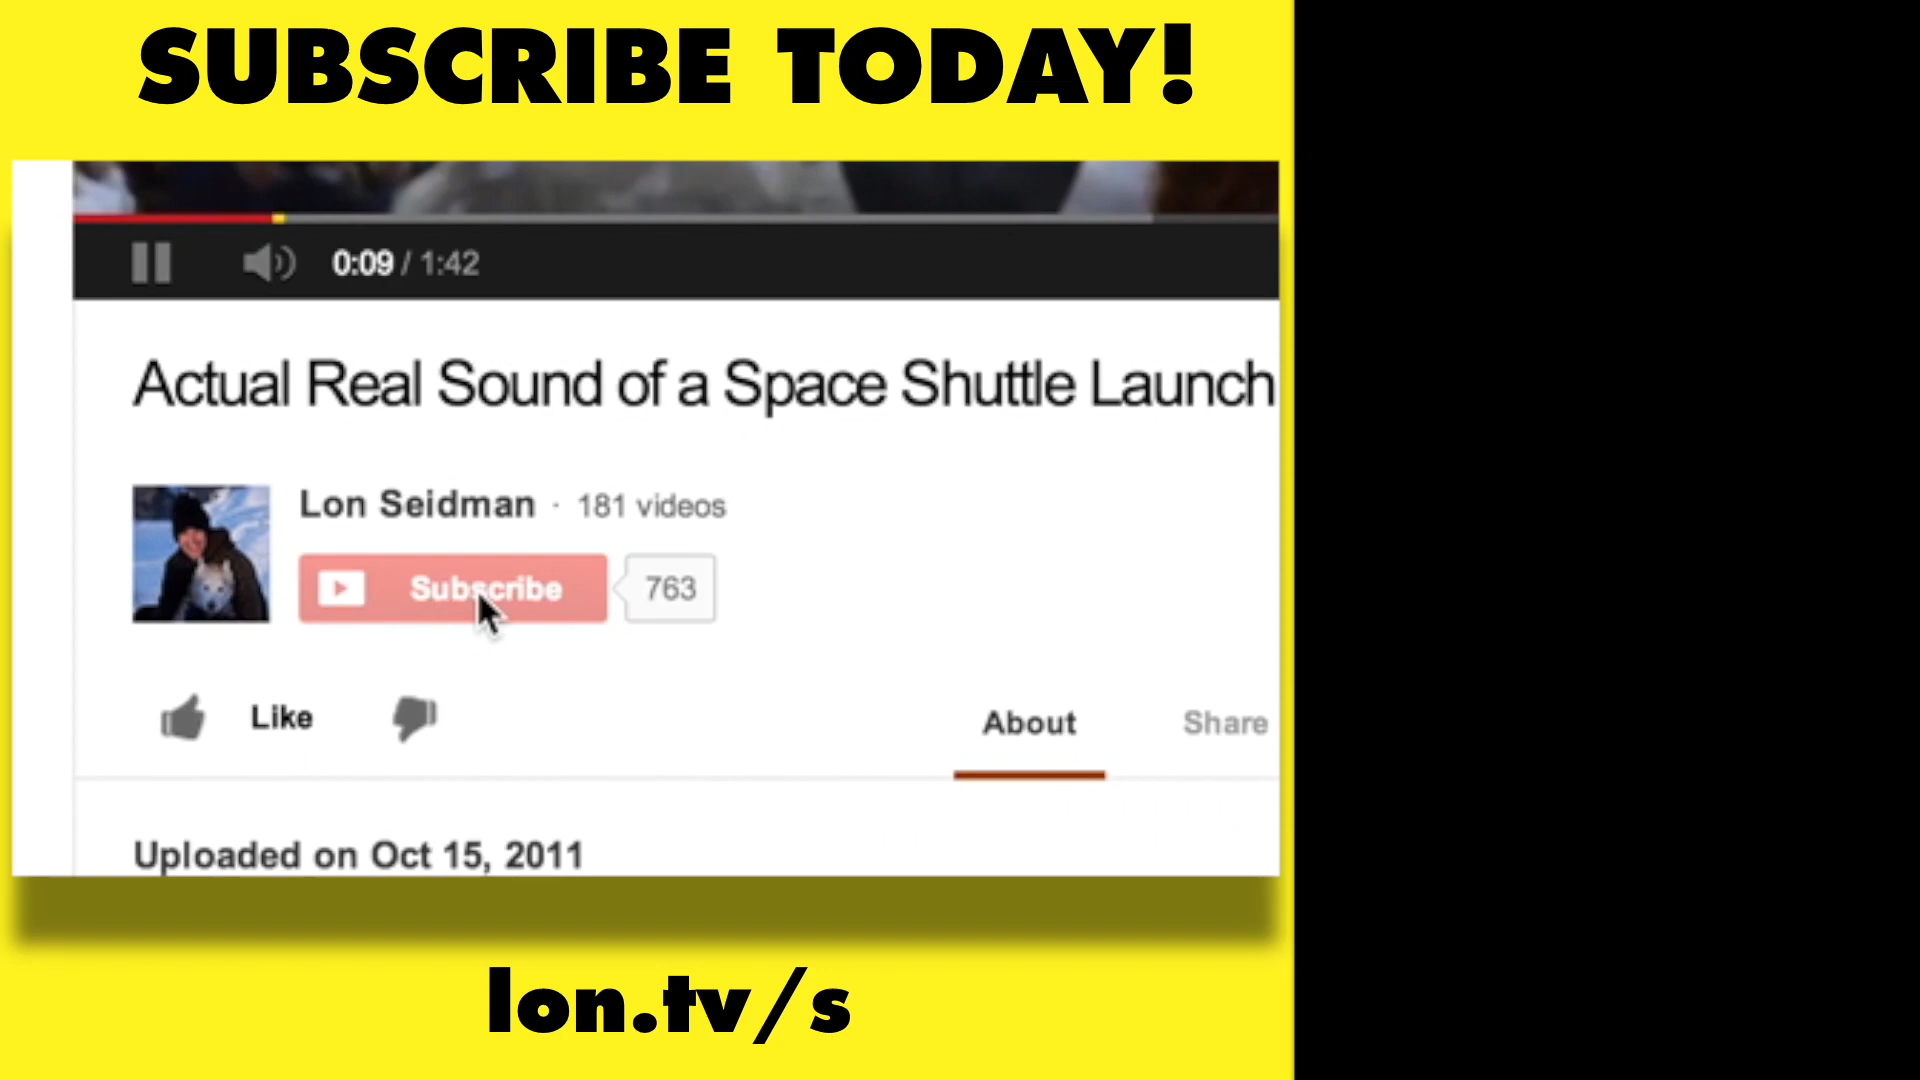 SUBSCRIBE TODAY!
0:09 / 1:42
Actual Real Sound of a Space Shuttle Launch
Lon Seidman · 181 videos
Subscribe 763
Like About Share
Uploaded on Oct 15, 2011
lon.tv/s